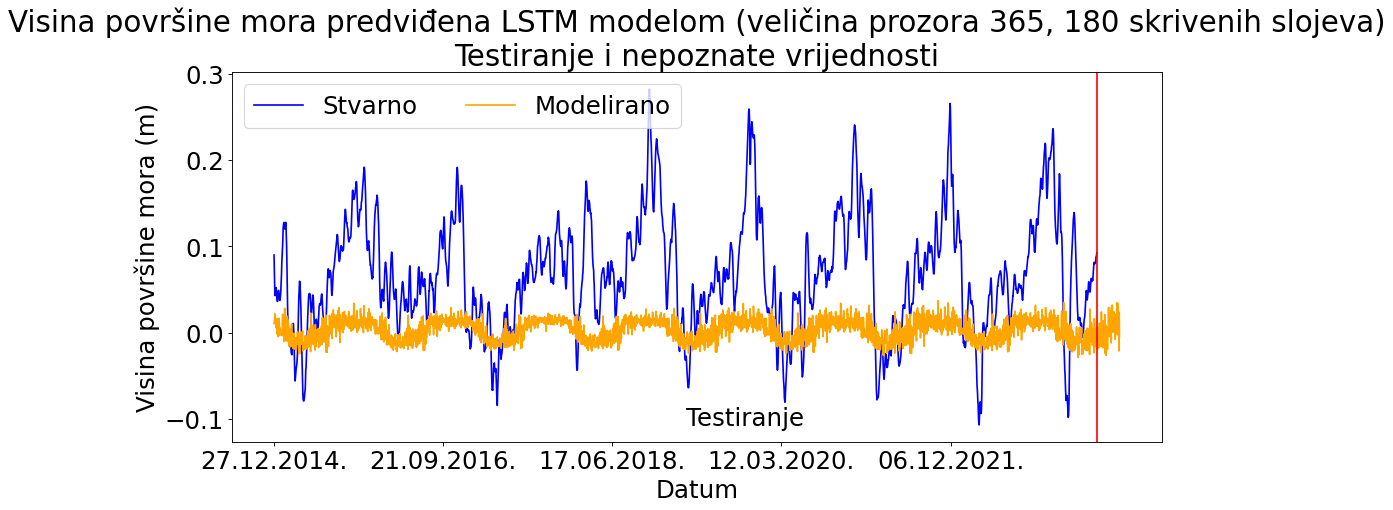 Visina površine mora predviđena LSTM modelom (veličina prozora 365, 180 skrivenih slojeva)
Testiranje i nepoznate vrijednosti
Stvarno
Modelirano
Visina površine mora (m)
0.3
0.2
0.1
0.0
−0.1
Testiranje
27.12.2014.
21.09.2016.
17.06.2018.
12.03.2020.
06.12.2021.
Datum